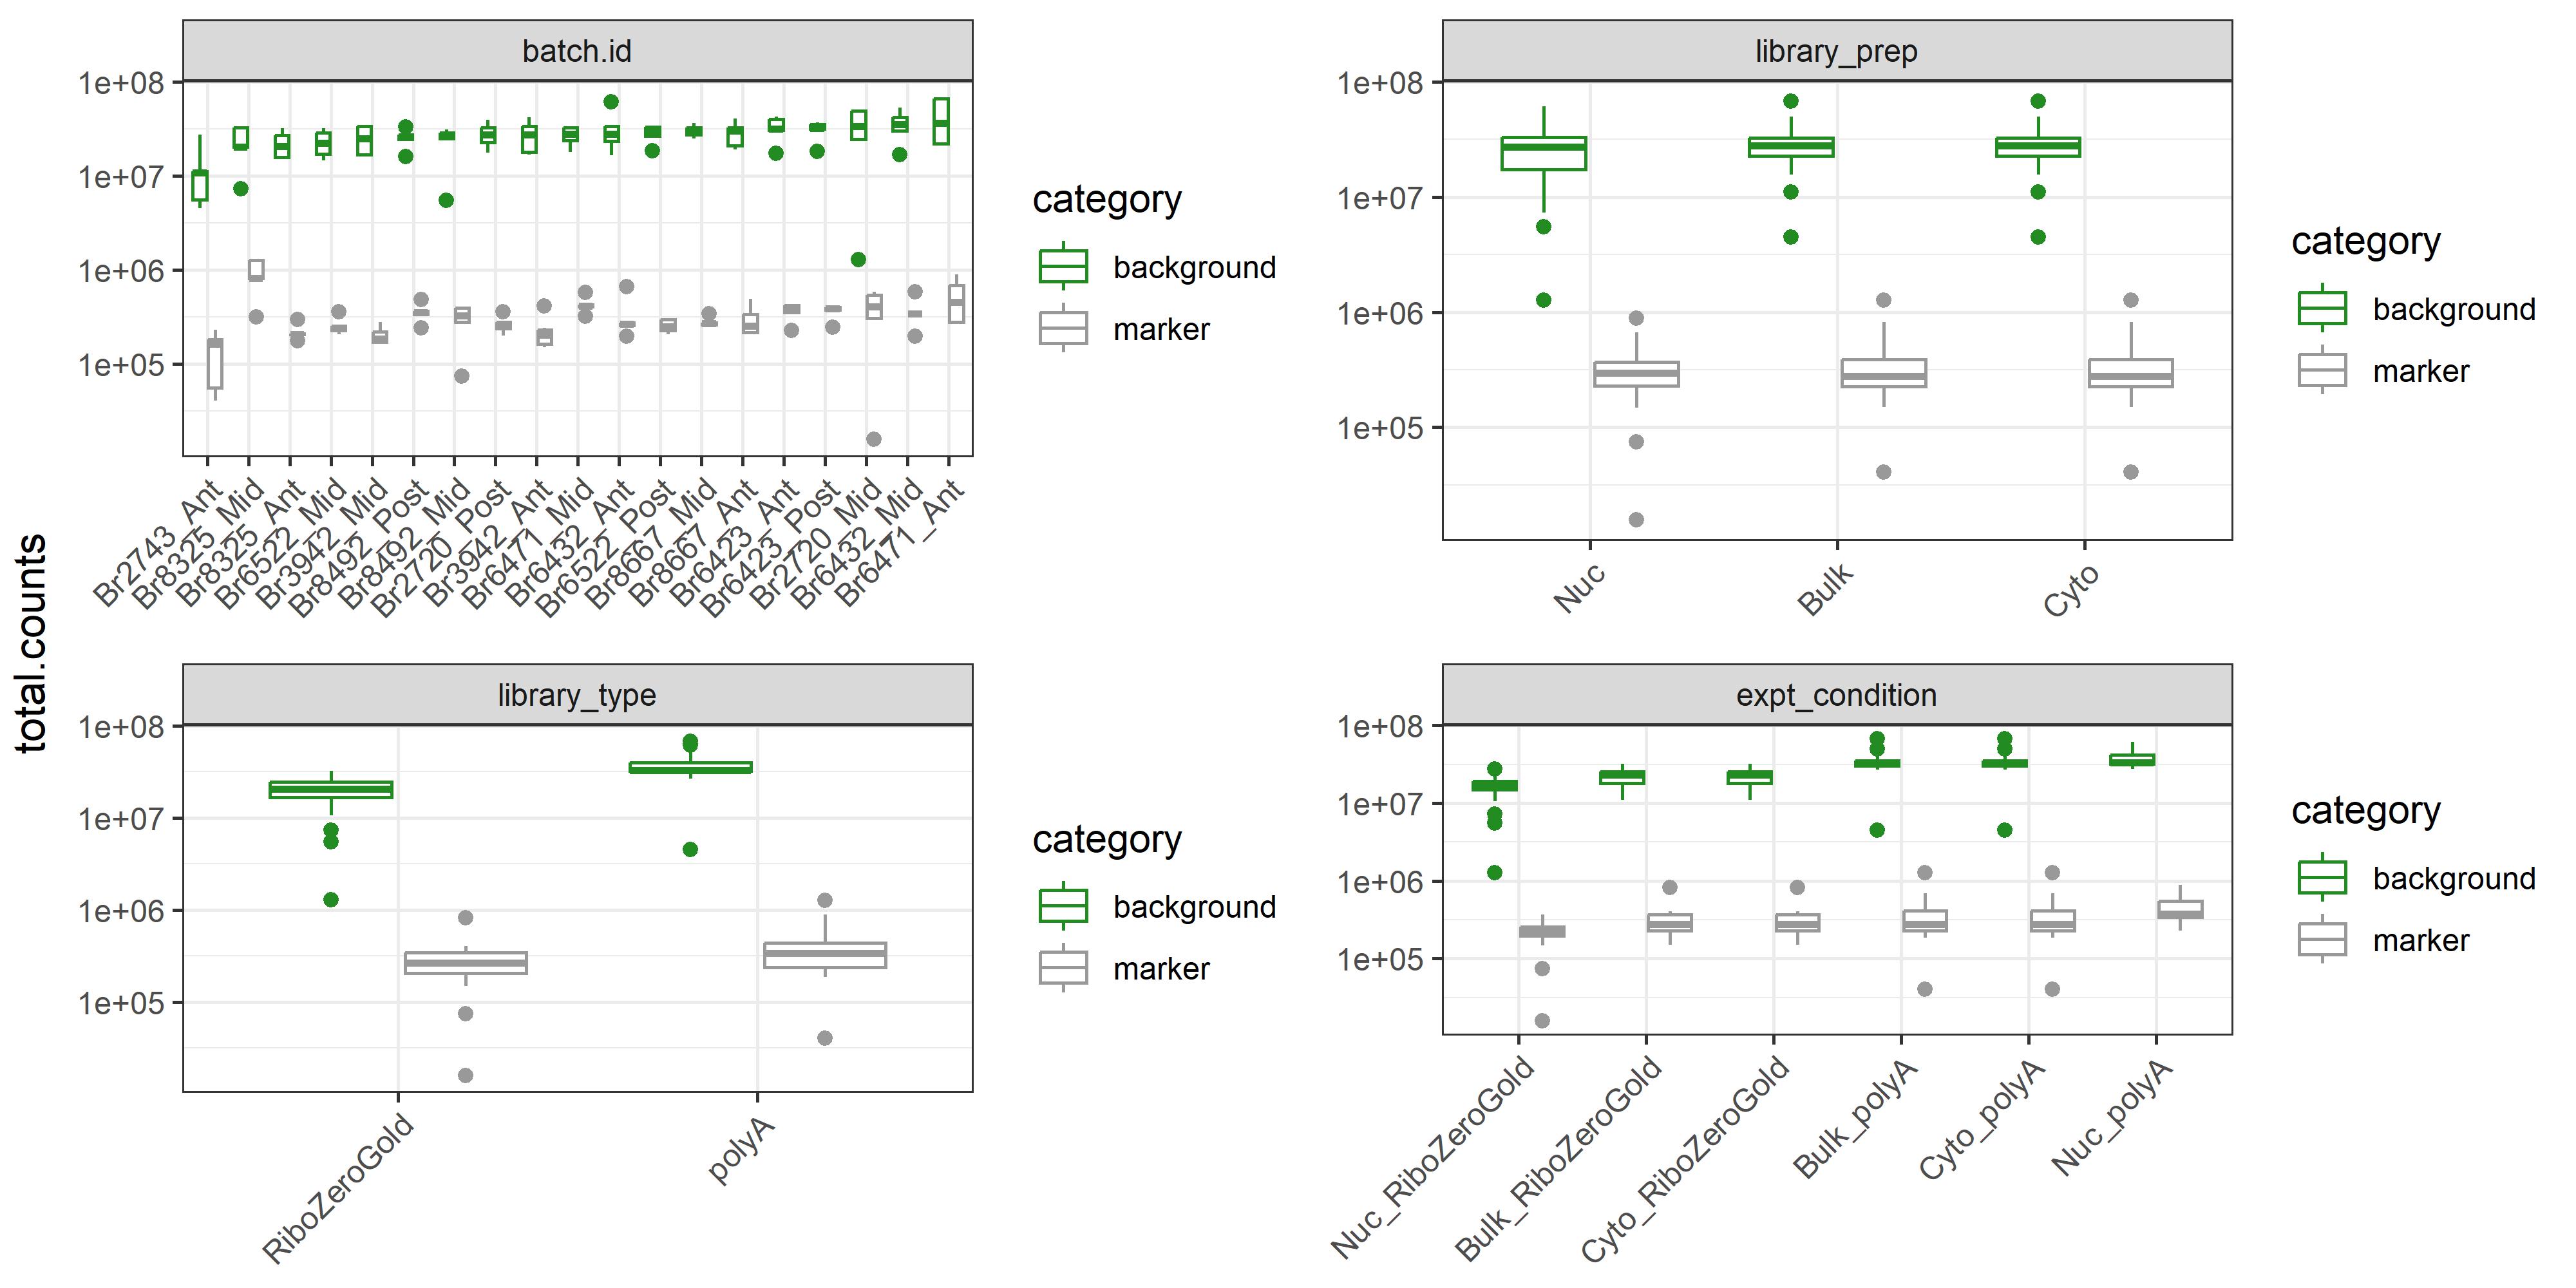 total.counts
batch.id
1e+08
1e+07
1e+06
1e+05
Br2743_Ant
Br8325_Mid
Br8325_Ant
Br6522_Mid
Br3942_Mid
Br8492_Post
Br8492_Mid
Br2720_Post
Br3942_Ant
Br6471_Mid
Br6432_Ant
Br6522_Post
Br8667_Mid
Br8667_Ant
Br6423_Ant
Br6423_Post
Br2720_Mid
Br6432_Mid
Br6471_Ant
category
background
marker
library_prep
1e+08
1e+07
1e+06
1e+05
Nuc
Bulk
Cyto
category
background
marker
library_type
1e+08
1e+07
1e+06
1e+05
RiboZeroGold
polyA
category
background
marker
expt_condition
1e+08
1e+07
1e+06
1e+05
Nuc_RiboZeroGold
Bulk_RiboZeroGold
Cyto_RiboZeroGold
Bulk_polyA
Cyto_polyA
Nuc_polyA
category
background
marker